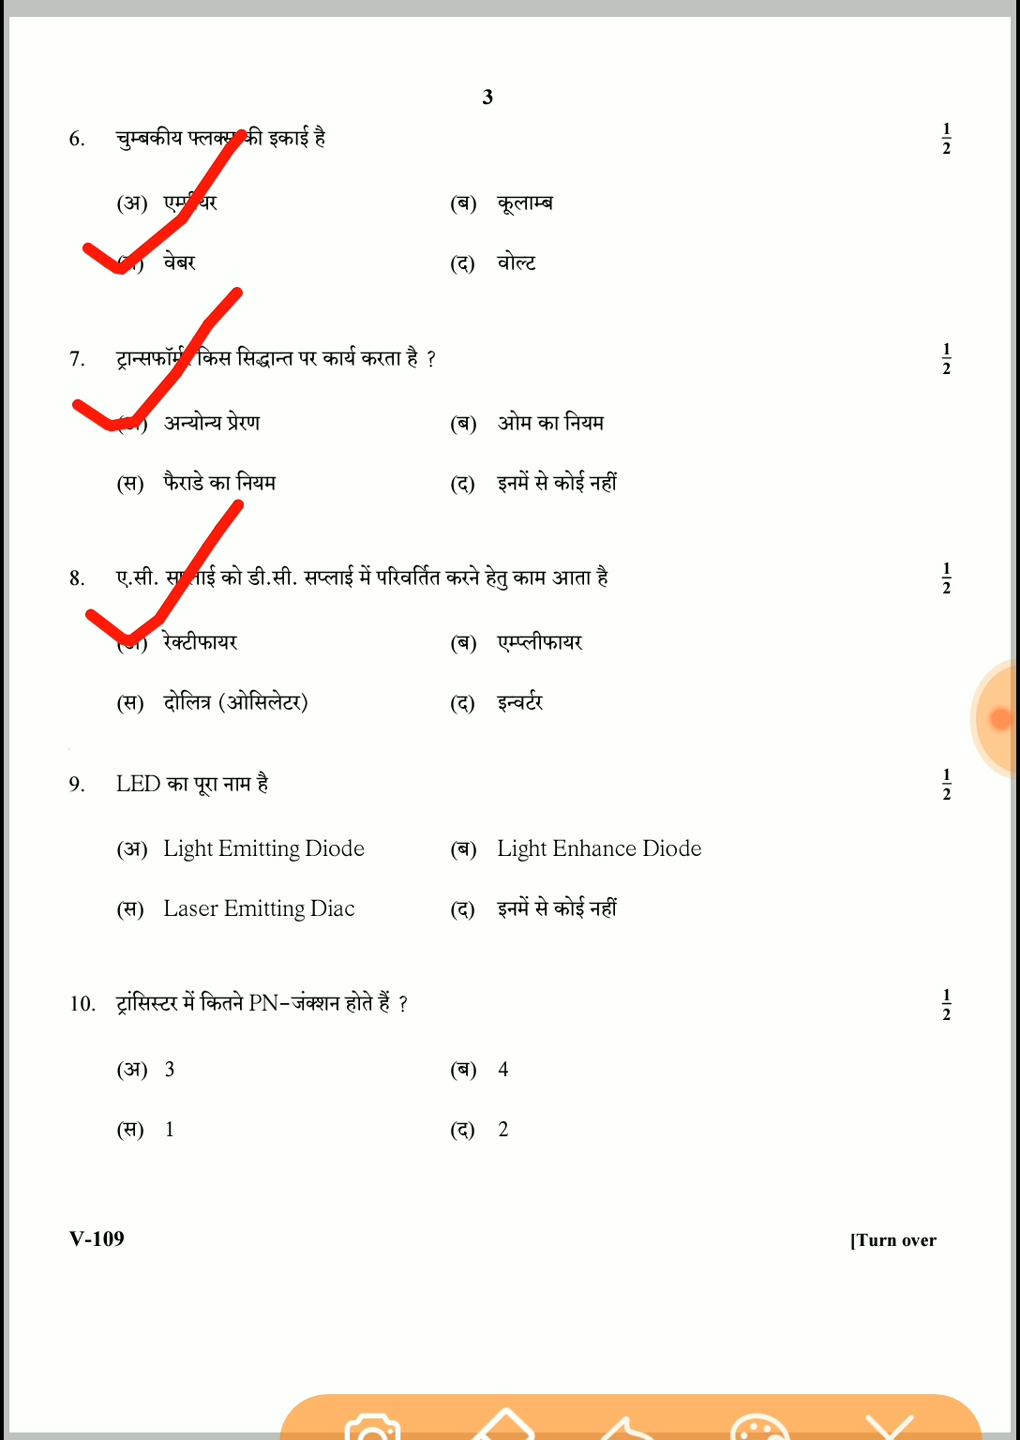 3
6. चुम्बकीय फ्लक्स की इकाई है 1/2
(अ) एम्पीयर (ब) कूलाम्ब
(स) वेबर (द) वोल्ट
7. ट्रान्सफॉर्मर किस सिद्धान्त पर कार्य करता है ? 1/2
(अ) अन्योन्य प्रेरण (ब) ओम का नियम
(स) फैराडे का नियम (द) इनमें से कोई नहीं
8. ए.सी. सप्लाई को डी.सी. सप्लाई में परिवर्तित करने हेतु काम आता है 1/2
(अ) रेक्टीफायर (ब) एम्प्लीफायर
(स) दोलित्र (ओसिलेटर) (द) इन्वर्टर
9. LED का पूरा नाम है 1/2
(अ) Light Emitting Diode (ब) Light Enhance Diode
(स) Laser Emitting Diac (द) इनमें से कोई नहीं
10. ट्रांसिस्टर में कितने PN-जंक्शन होते हैं ? 1/2
(अ) 3 (ब) 4
(स) 1 (द) 2
V-109 [Turn over